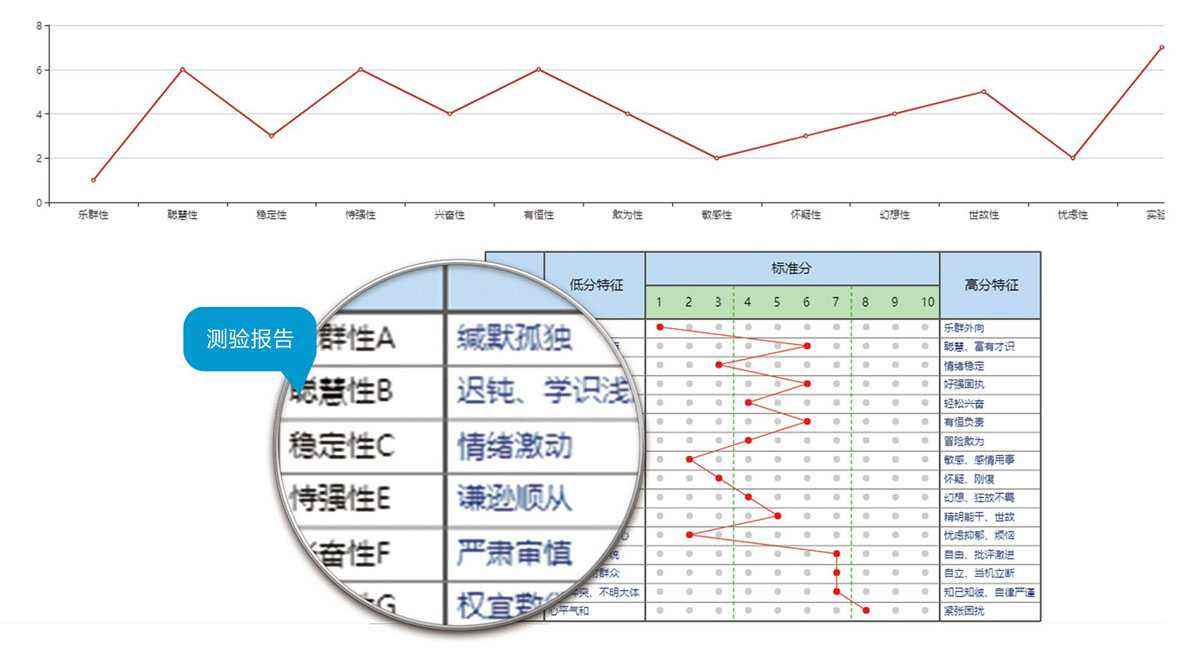 8
6
4
2
0
乐群性 聪慧性 稳定性 恃强性 兴奋性 有恒性 敢为性 敏感性 怀疑性 幻想性 世故性 忧虑性 实验
低分特征 标准分 高分特征
1 2 3 4 5 6 7 8 9 10
测验报告
群性A 缄默孤独
聪慧性B 迟钝、学识浅
稳定性C 情绪激动
恃强性E 谦逊顺从
奋性F 严肃审慎
G 权宜敷
乐群外向
聪慧、富有才识
情绪稳定
好强固执
轻松兴奋
有恒负责
冒险敢为
敏感、感情用事
怀疑、刚愎
幻想、狂放不羁
精明能干、世故
忧虑抑郁、烦恼
自由、批评激进
群众 自立、当机立断
、不明大体 知己知彼、自律严谨
心平气和 紧张困扰